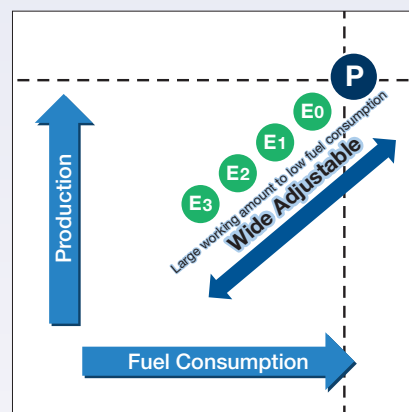 P
E0
E1
E2
E3
Large working amount to low fuel consumption
Wide Adjustable
Production
Fuel Consumption